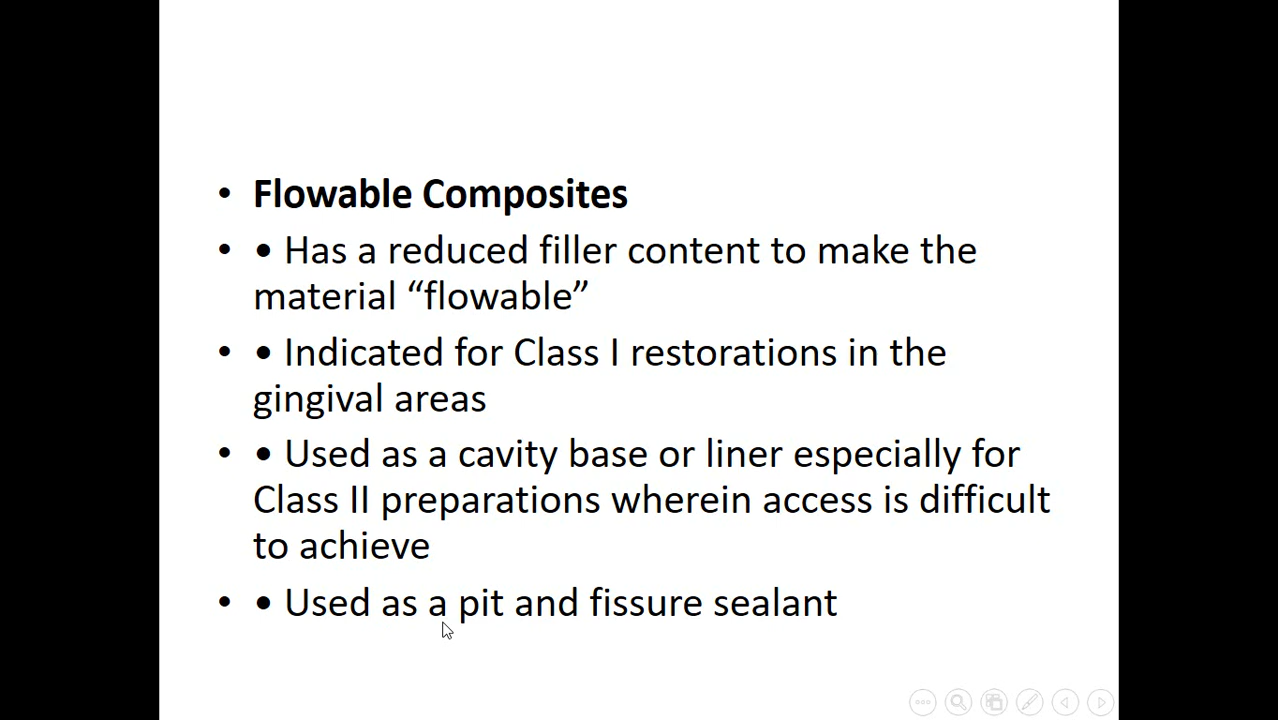 • Flowable Composites
• • Has a reduced filler content to make the
material “flowable”
• • Indicated for Class I restorations in the
gingival areas
• • Used as a cavity base or liner especially for
Class II preparations wherein access is difficult
to achieve
• • Used as a pit and fissure sealant